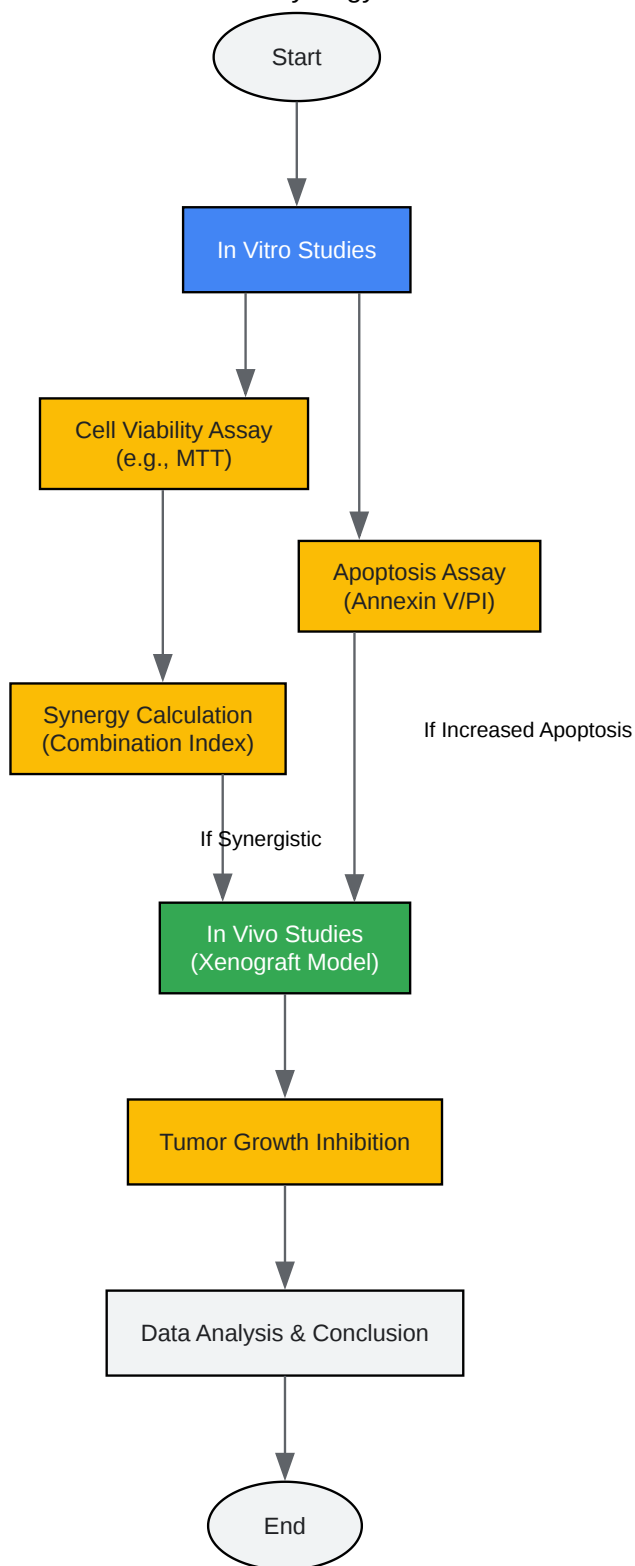 Start
In Vitro Studies
Cell Viability Assay
(e.g., MTT)
Apoptosis Assay
(Annexin V/PI)
Synergy Calculation
(Combination Index)
If Increased Apoptosis
If Synergistic
In Vivo Studies
(Xenograft Model)
Tumor Growth Inhibition
Data Analysis & Conclusion
End